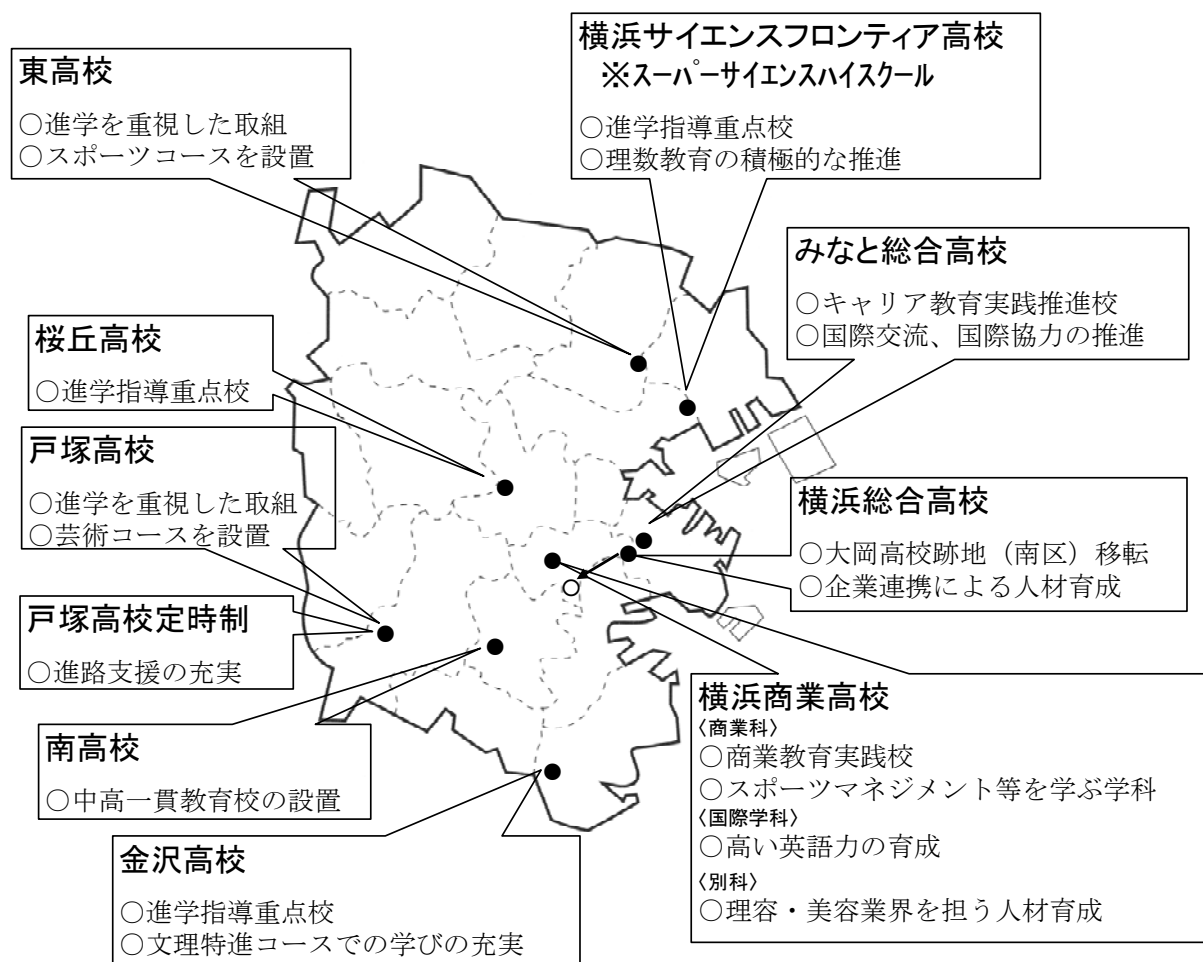 東高校
○進学を重視した取組
○スポーツコースを設置
横浜サイエンスフロンティア高校
※スーパーサイエンスハイスクール
○進学指導重点校
○理数教育の積極的な推進
みなと総合高校
○キャリア教育実践推進校
○国際交流、国際協力の推進
桜丘高校
○進学指導重点校
戸塚高校
○進学を重視した取組
○芸術コースを設置
横浜総合高校
○大岡高校跡地（南区）移転
○企業連携による人材育成
戸塚高校定時制
○進路支援の充実
南高校
○中高一貫教育校の設置
横浜商業高校
〈商業科〉
○商業教育実践校
○スポーツマネジメント等を学ぶ学科
〈国際学科〉
○高い英語力の育成
〈別科〉
○理容・美容業界を担う人材育成
金沢高校
○進学指導重点校
○文理特進コースでの学びの充実